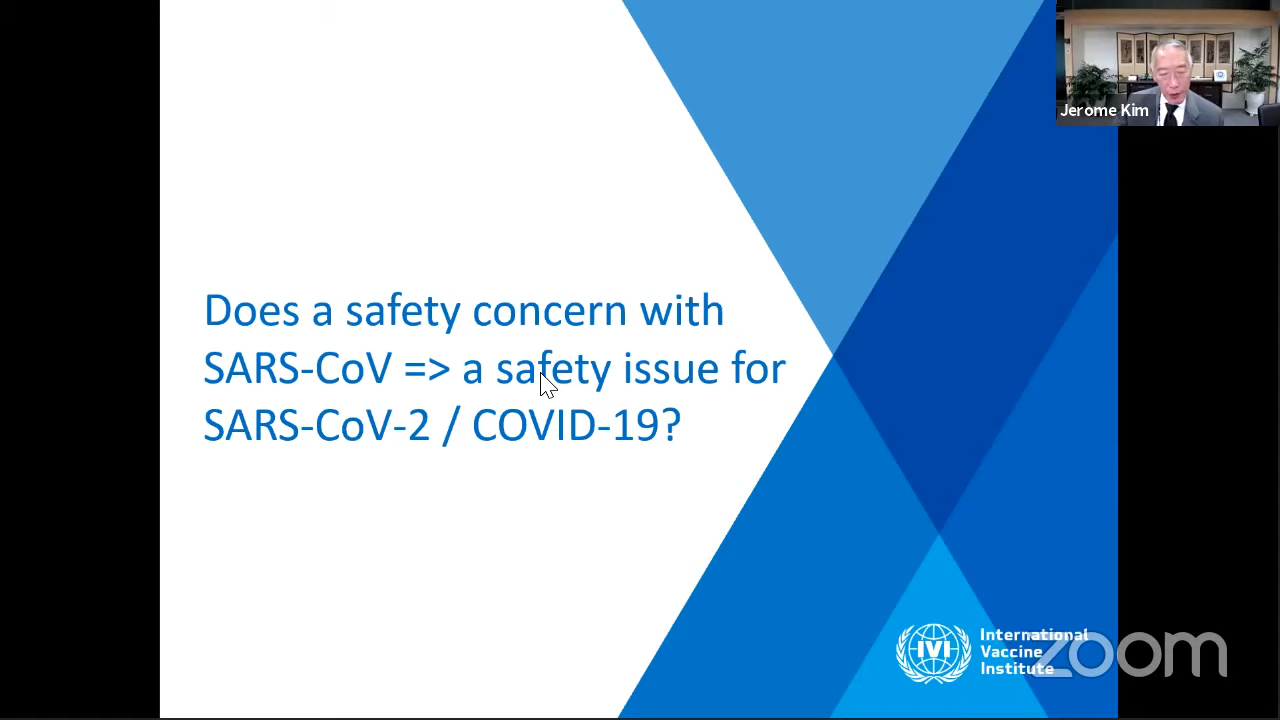 Jerome Kim
Does a safety concern with
SARS-CoV => a safety issue for
SARS-CoV-2 / COVID-19?
IVI
International
Vaccine
Institute
zoom